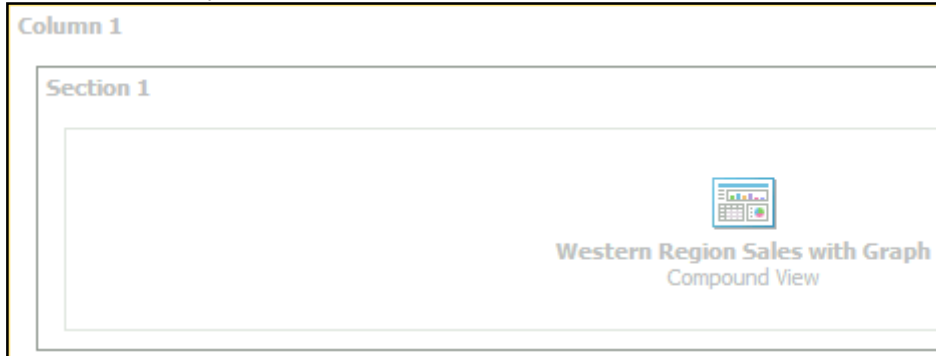 Column 1
Section 1
Western Region Sales with Graph
Compound View